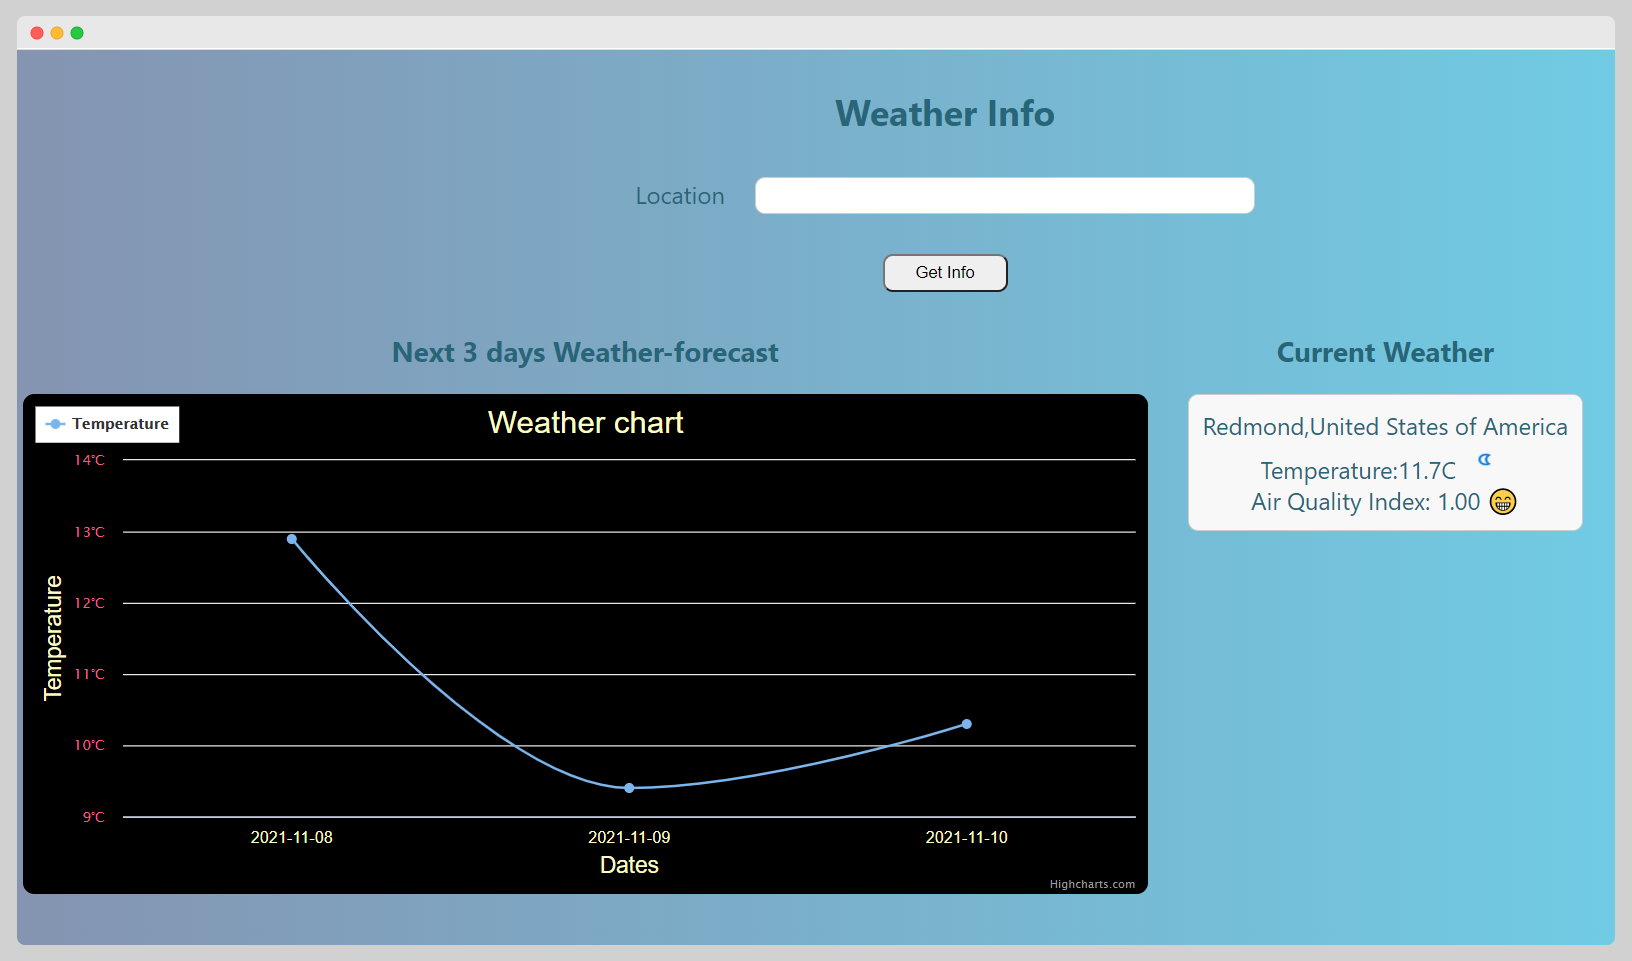 Weather Info
Location
Get Info
Next 3 days Weather-forecast
Current Weather
Temperature
Weather chart
14°C
13°C
12°C
11°C
10°C
9°C
Temperature
2021-11-08 2021-11-09 2021-11-10
Dates
Highcharts.com
Redmond,United States of America
Temperature:11.7C
Air Quality Index: 1.00